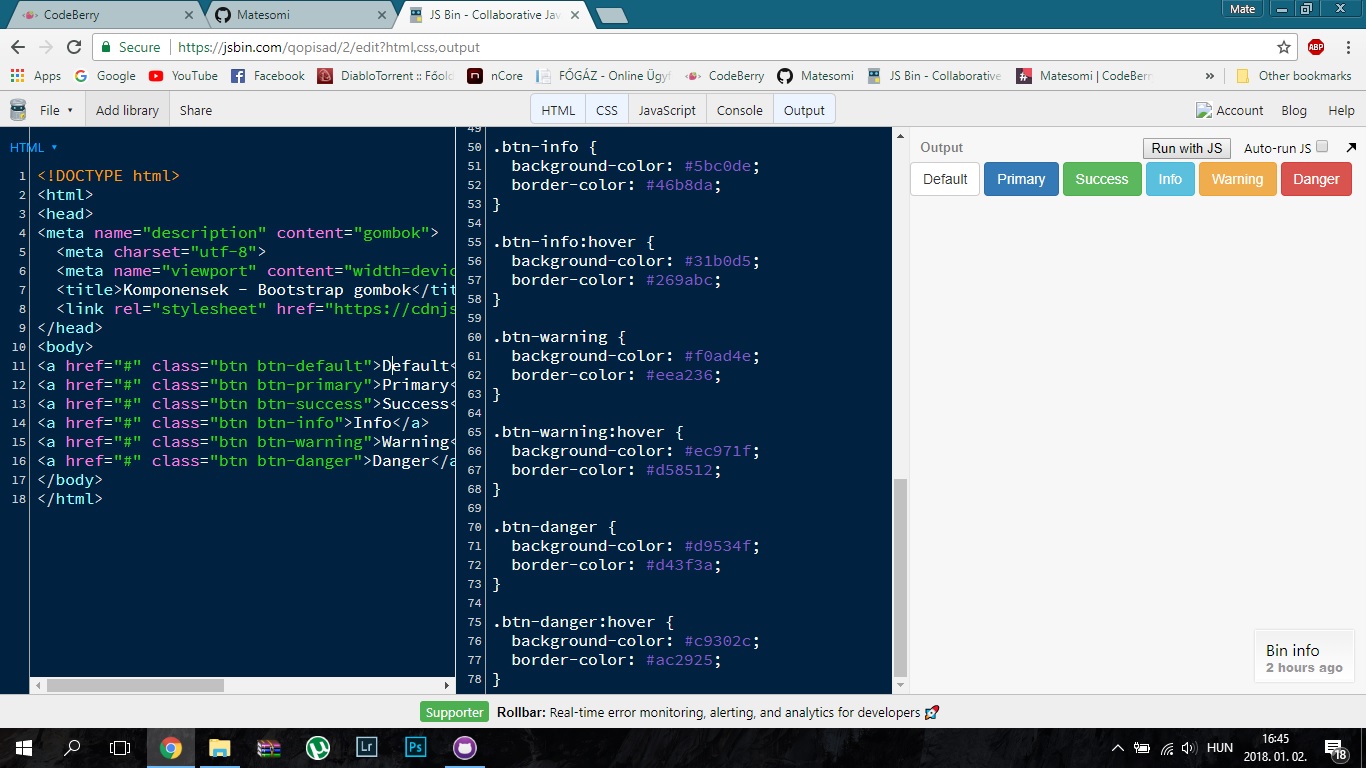 CodeBerry
Matesomi
JS Bin - Collaborative Jav
Mate
Secure
https://jsbin.com/qopisad/2/edit?html,css,output
ABP
Apps
Google
YouTube
Facebook
DiabloTorrent :: Főold
nCore
FŐGÁZ - Online Ügyf
CodeBerry
Matesomi
JS Bin - Collaborative
Matesomi | CodeBerr
»
Other bookmarks
File
Add library
Share
HTML
CSS
JavaScript
Console
Output
Account
Blog
Help
HTML
1 <!DOCTYPE html>
2 <html>
3 <head>
4 <meta name="description" content="gombok">
5 <meta charset="utf-8">
6 <meta name="viewport" content="width=devic
7 <title>Komponensek - Bootstrap gombok</tit
8 <link rel="stylesheet" href="https://cdnjs
9 </head>
10 <body>
11 <a href="#" class="btn btn-default">Default<
12 <a href="#" class="btn btn-primary">Primary<
13 <a href="#" class="btn btn-success">Success<
14 <a href="#" class="btn btn-info">Info</a>
15 <a href="#" class="btn btn-warning">Warning<
16 <a href="#" class="btn btn-danger">Danger</a
17 </body>
18 </html>
49
50 .btn-info {
51 background-color: #5bc0de;
52 border-color: #46b8da;
53 }
54
55 .btn-info:hover {
56 background-color: #31b0d5;
57 border-color: #269abc;
58 }
59
60 .btn-warning {
61 background-color: #f0ad4e;
62 border-color: #eea236;
63 }
64
65 .btn-warning:hover {
66 background-color: #ec971f;
67 border-color: #d58512;
68 }
69
70 .btn-danger {
71 background-color: #d9534f;
72 border-color: #d43f3a;
73 }
74
75 .btn-danger:hover {
76 background-color: #c9302c;
77 border-color: #ac2925;
78 }
Output
Run with JS
Auto-run JS
Default
Primary
Success
Info
Warning
Danger
Bin info
2 hours ago
Supporter
Rollbar: Real-time error monitoring, alerting, and analytics for developers 🚀
Lr
Ps
HUN
16:45
2018. 01. 02.
18